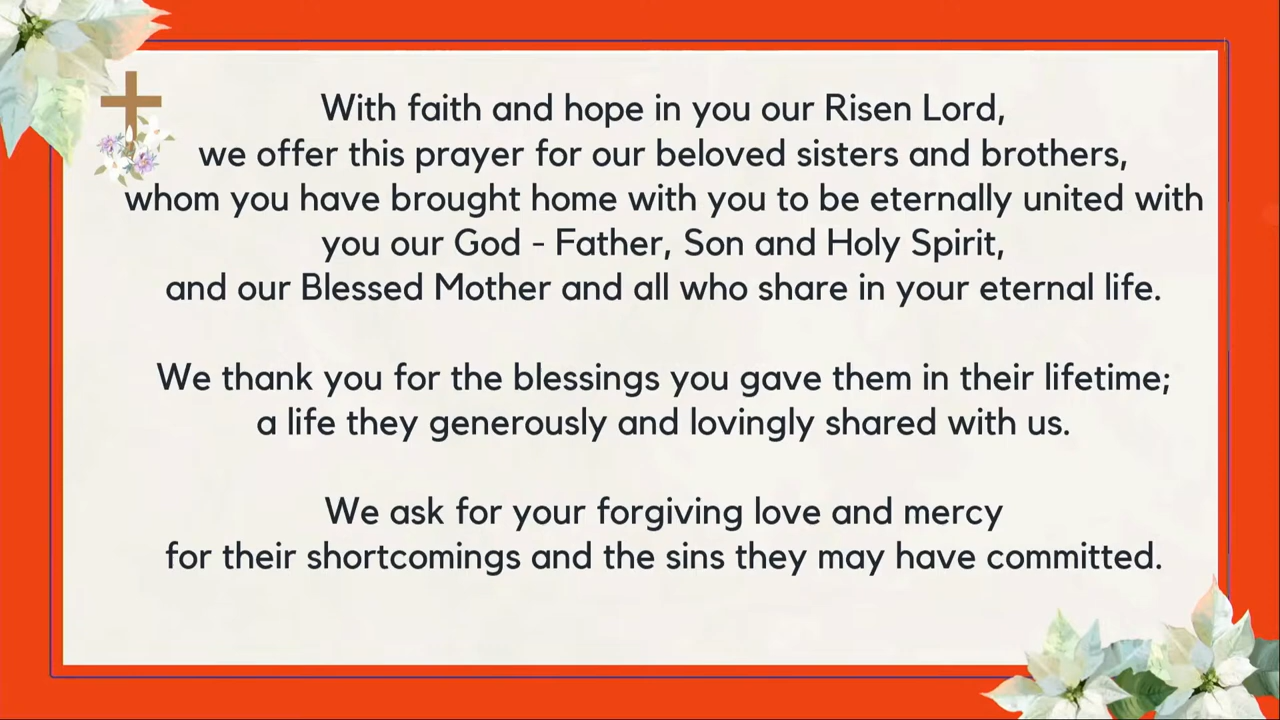 With faith and hope in you our Risen Lord,
we offer this prayer for our beloved sisters and brothers,
whom you have brought home with you to be eternally united with
you our God - Father, Son and Holy Spirit,
and our Blessed Mother and all who share in your eternal life.
We thank you for the blessings you gave them in their lifetime;
a life they generously and lovingly shared with us.
We ask for your forgiving love and mercy
for their shortcomings and the sins they may have committed.